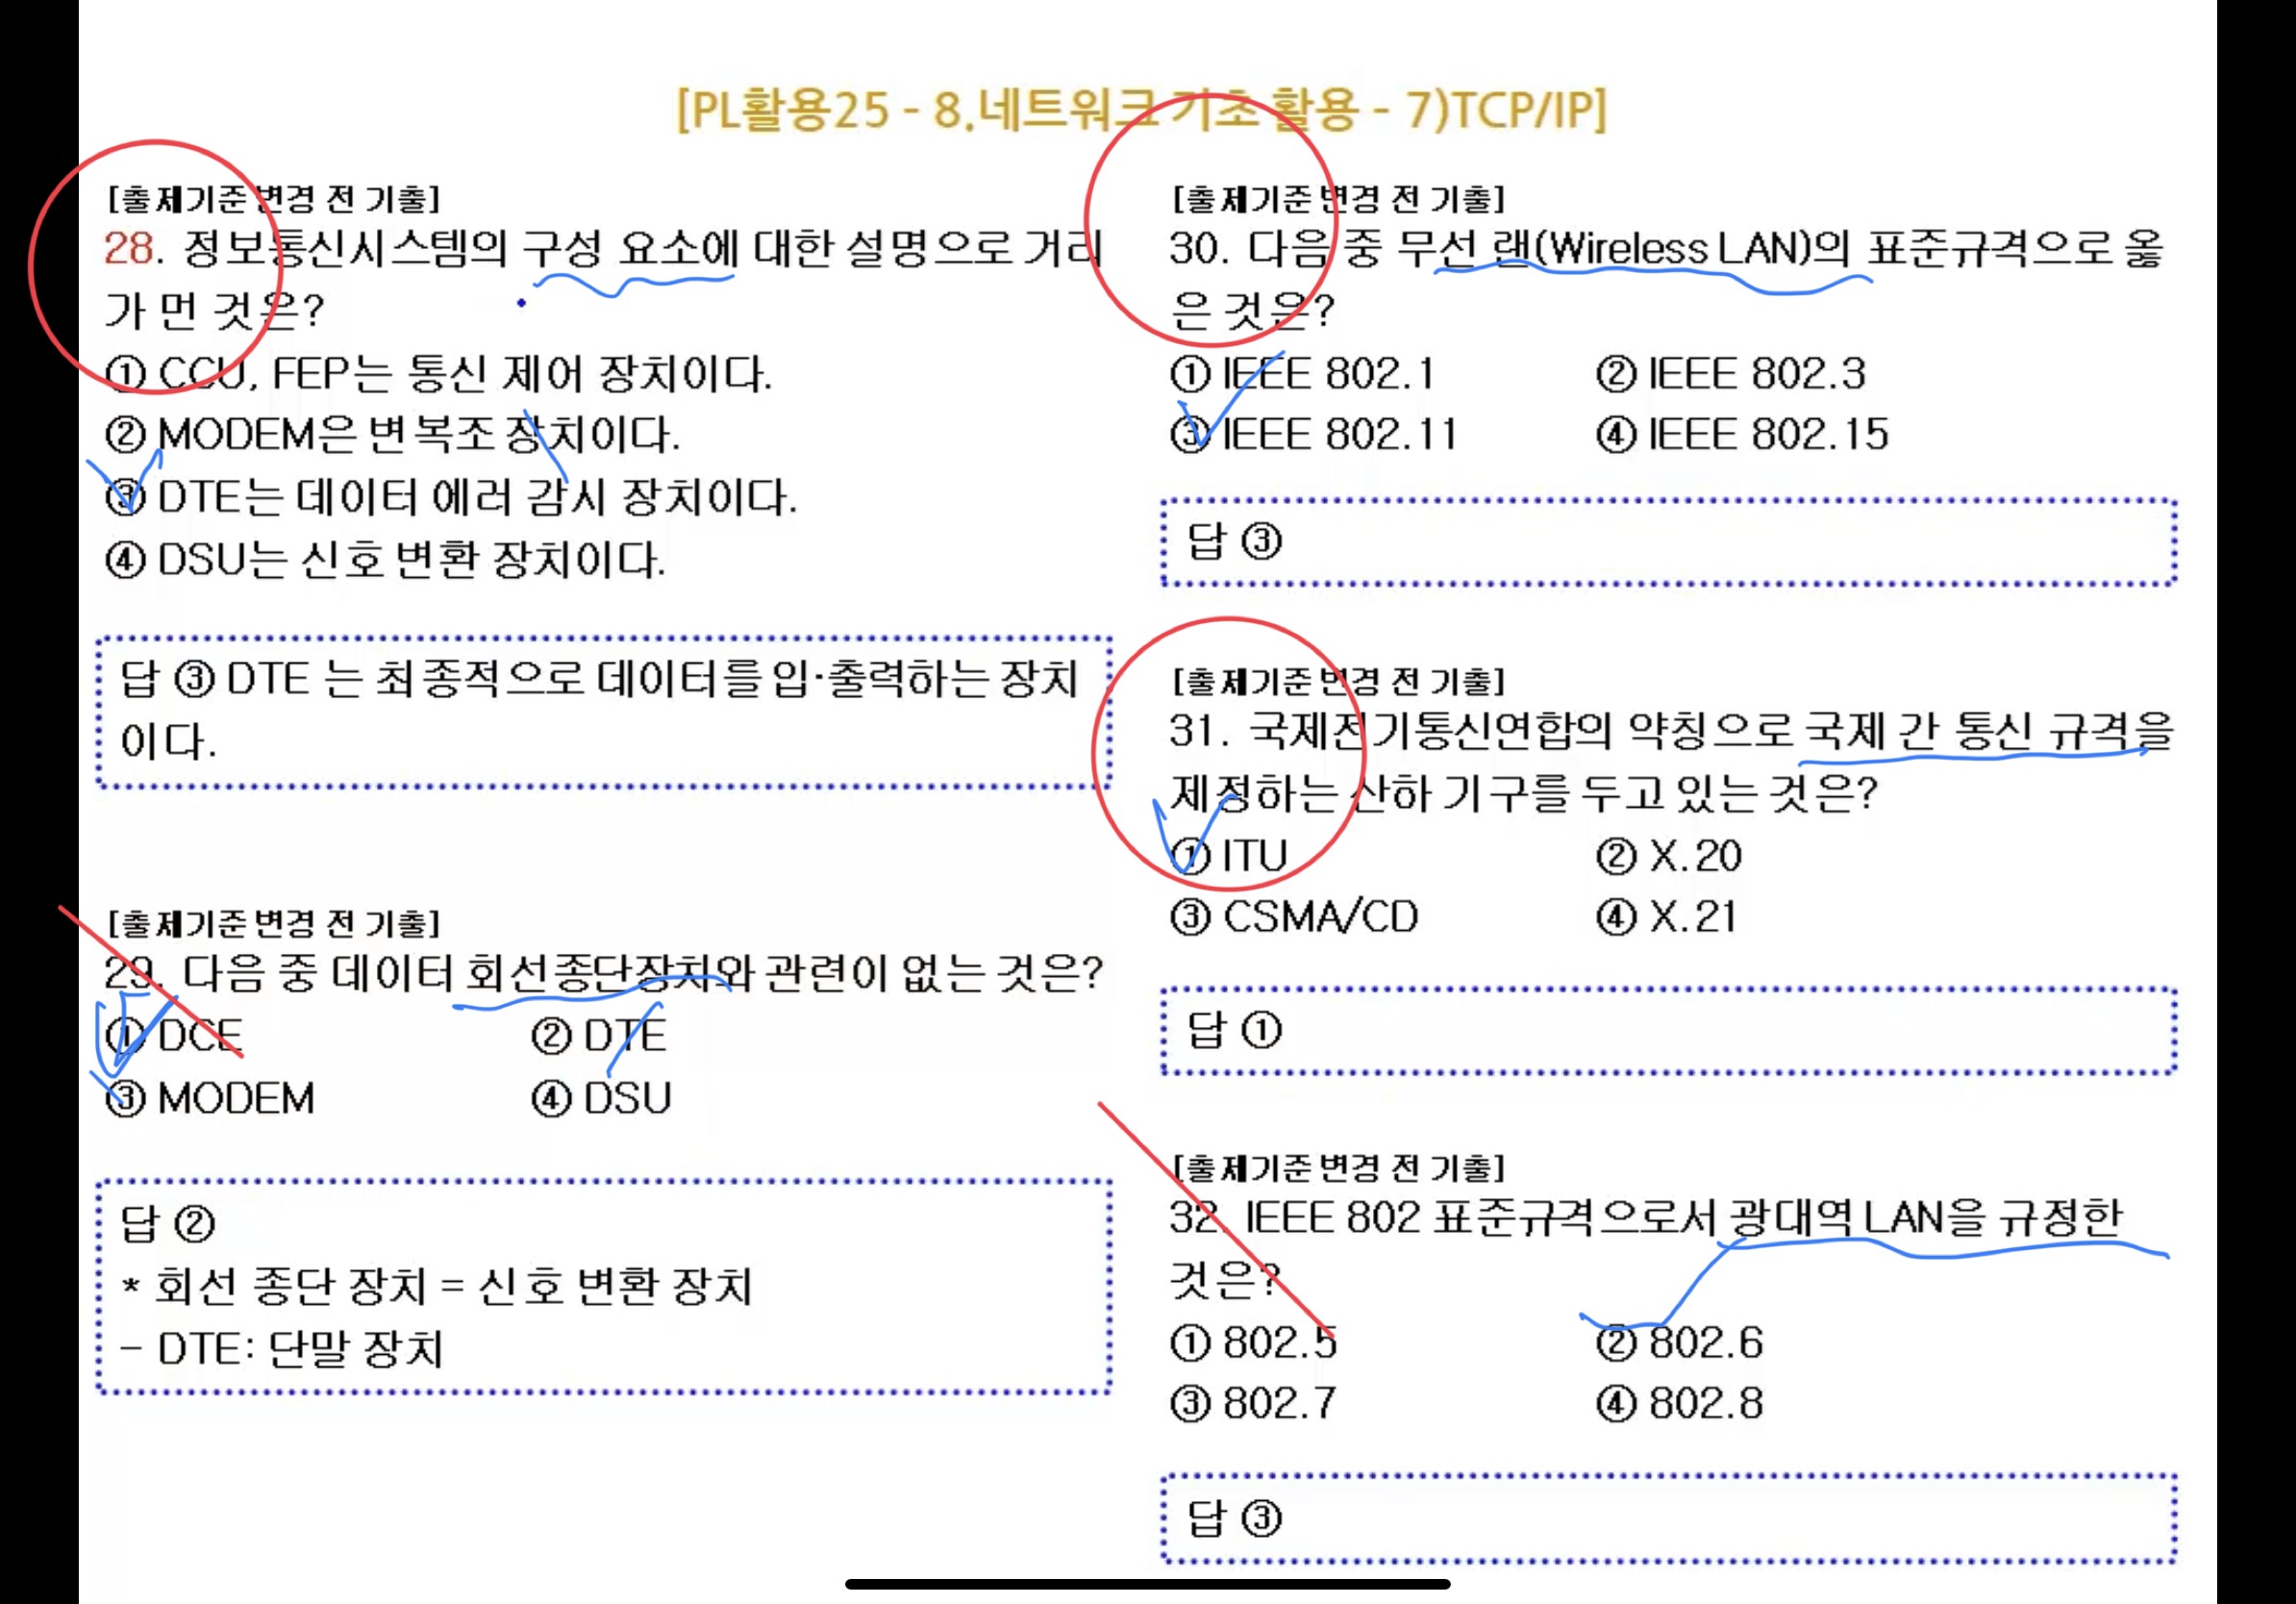 [PL활용25 - 8.네트워크 기초 활용 - 7)TCP/IP]
[출제기준 변경 전 기출]
28. 정보통신시스템의 구성 요소에 대한 설명으로 거리
가 먼 것은?
① CCU, FEP는 통신 제어 장치이다.
② MODEM은 변복조 장치이다.
③ DTE는 데이터 에러 감시 장치이다.
④ DSU는 신호 변환 장치이다.
답 ③ DTE 는 최종적으로 데이터를 입·출력하는 장치
이다.
[출제기준 변경 전 기출]
29. 다음 중 데이터 회선종단장치와 관련이 없는 것은?
① DCE ② DTE
③ MODEM ④ DSU
답 ②
* 회선 종단 장치 = 신호 변환 장치
- DTE: 단말 장치
[출제기준 변경 전 기출]
30. 다음 중 무선 랜(Wireless LAN)의 표준규격으로 옳
은 것은?
① IEEE 802.1 ② IEEE 802.3
③ IEEE 802.11 ④ IEEE 802.15
답 ③
[출제기준 변경 전 기출]
31. 국제전기통신연합의 약칭으로 국제 간 통신 규격을
제정하는 산하 기구를 두고 있는 것은?
① ITU ② X.20
③ CSMA/CD ④ X.21
답 ①
[출제기준 변경 전 기출]
32. IEEE 802 표준규격으로서 광대역 LAN을 규정한
것은?
① 802.5 ② 802.6
③ 802.7 ④ 802.8
답 ③